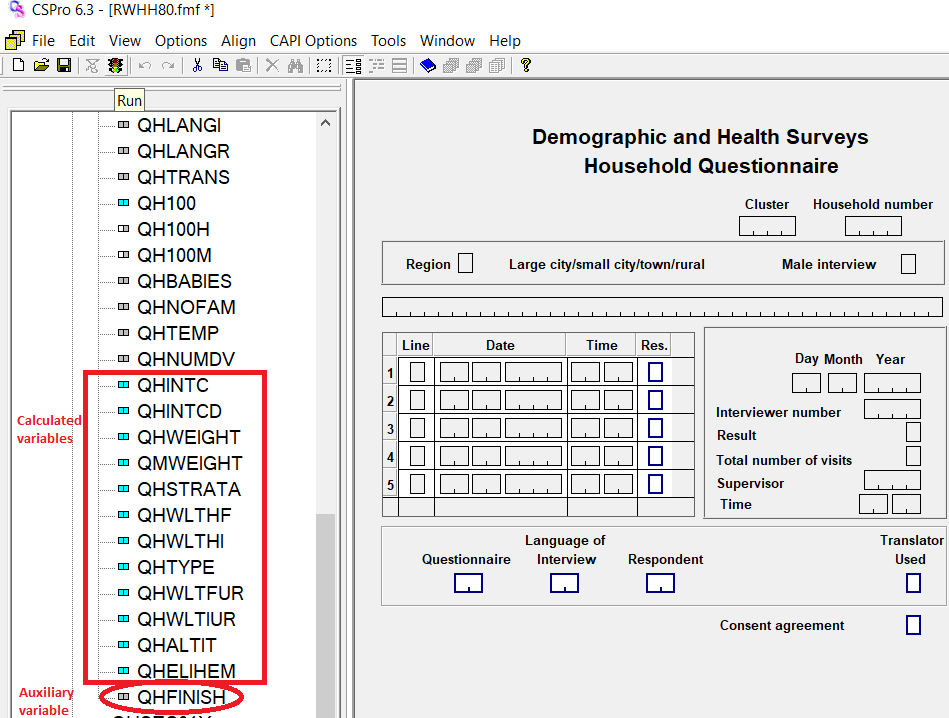 CSPro 6.3 - [RWHH80.fmf *]
File Edit View Options Align CAPI Options Tools Window Help
Run
QHLANGI
QHLANGR
QHTRANS
QH100
QH100H
QH100M
QHBABIES
QHNOFAM
QHTEMP
QHNUMDV
QHINTC
QHINTCD
QHWEIGHT
QMWEIGHT
QHSTRATA
QHWLTHF
QHWLTHI
QHTYPE
QHWLTFUR
QHWLTIUR
QHALTIT
QHELIHEM
QHFINISH
Calculated
variables
Auxiliary
variable
Demographic and Health Surveys
Household Questionnaire
Cluster Household number
Region Large city/small city/town/rural Male interview
Line Date Time Res.
1
2
3
4
5
Day Month Year
Interviewer number
Result
Total number of visits
Supervisor
Time
Questionnaire
Language of
Interview
Respondent
Translator
Used
Consent agreement